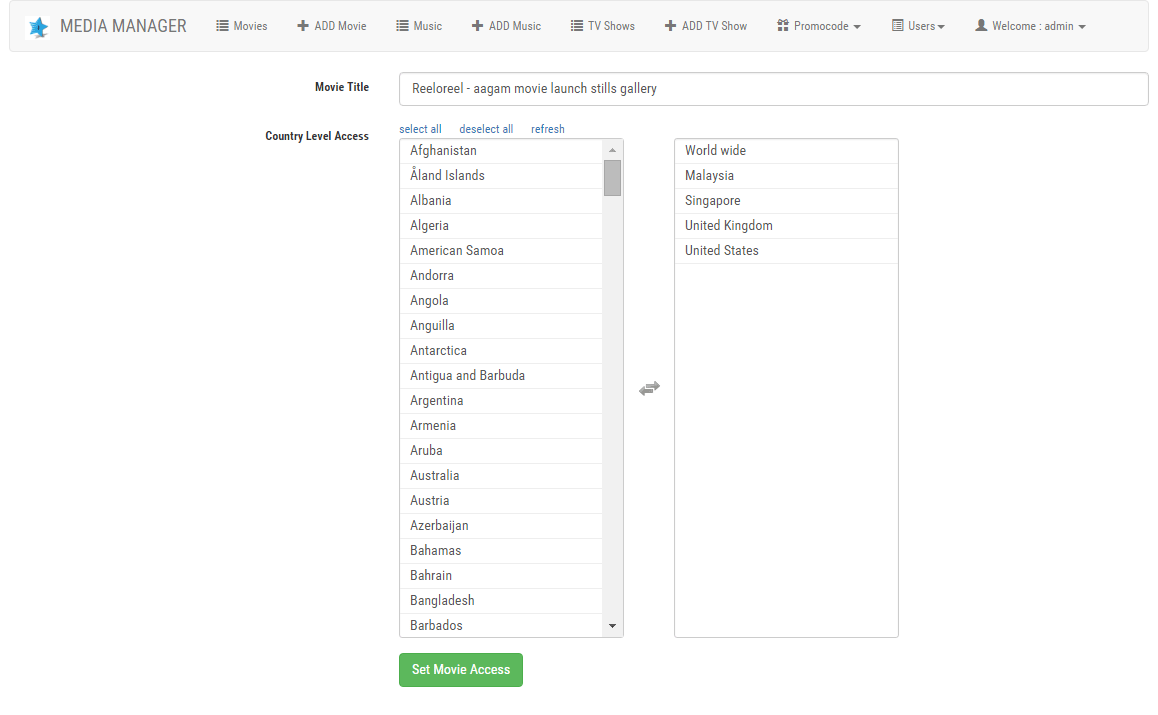 MEDIA MANAGER Movies ADD Movie Music ADD Music TV Shows ADD TV Show Promocode Users Welcome : admin
Movie Title Reeloreel - aagam movie launch stills gallery
Country Level Access
select all deselect all refresh
Afghanistan
Åland Islands
Albania
Algeria
American Samoa
Andorra
Angola
Anguilla
Antarctica
Antigua and Barbuda
Argentina
Armenia
Aruba
Australia
Austria
Azerbaijan
Bahamas
Bahrain
Bangladesh
Barbados
World wide
Malaysia
Singapore
United Kingdom
United States
Set Movie Access